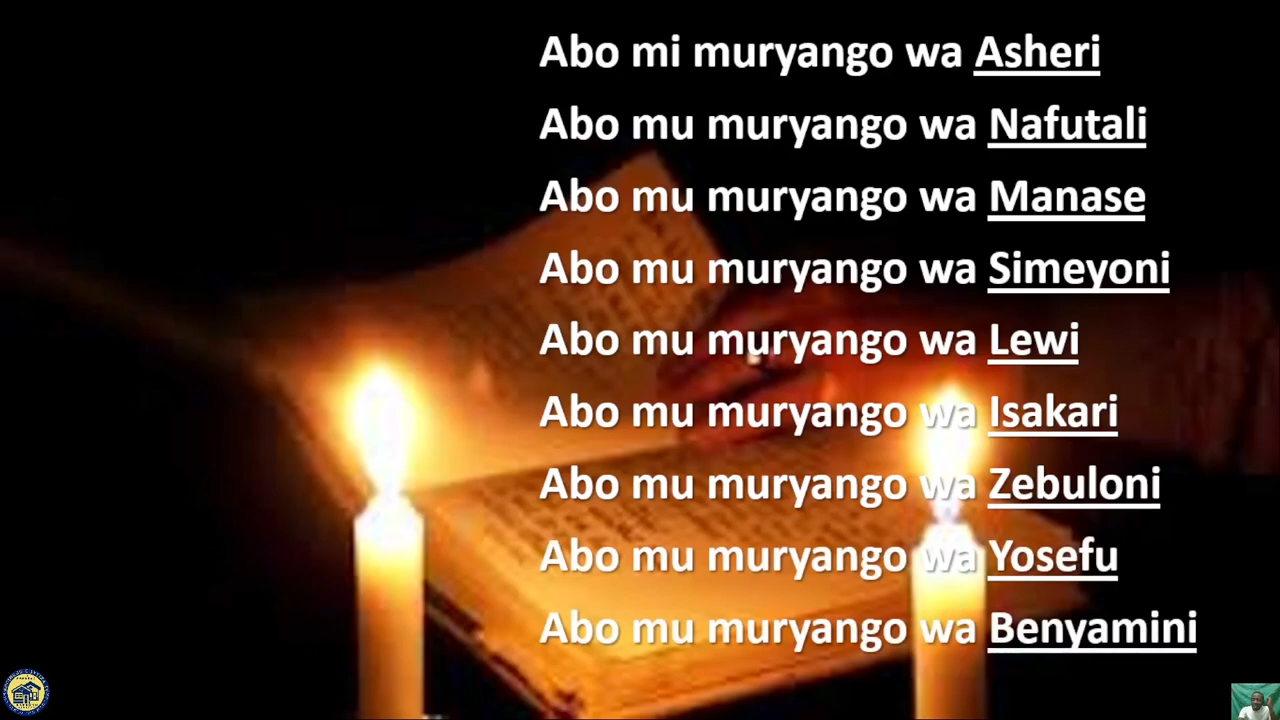 Abo mi muryango wa Asheri
Abo mu muryango wa Nafutali
Abo mu muryango wa Manase
Abo mu muryango wa Simeyoni
Abo mu muryango wa Lewi
Abo mu muryango wa Isakari
Abo mu muryango wa Zebuloni
Abo mu muryango wa Yosefu
Abo mu muryango wa Benyamini